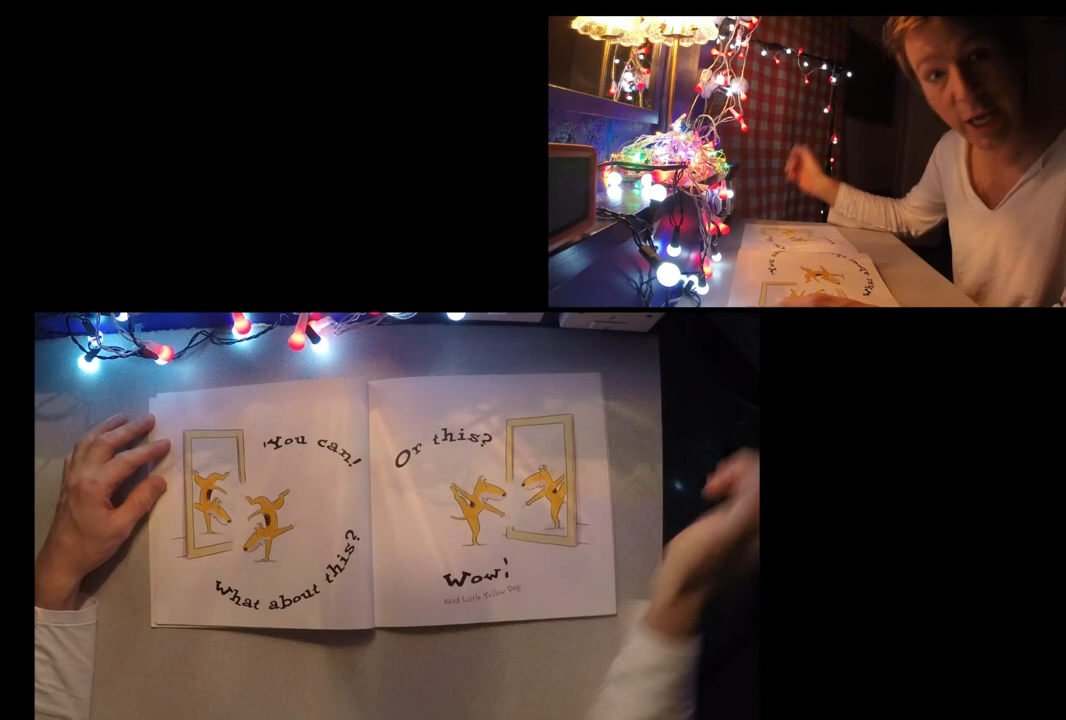 'You can!
What about this?
Or this?
Wow!
said Little Yellow Dog